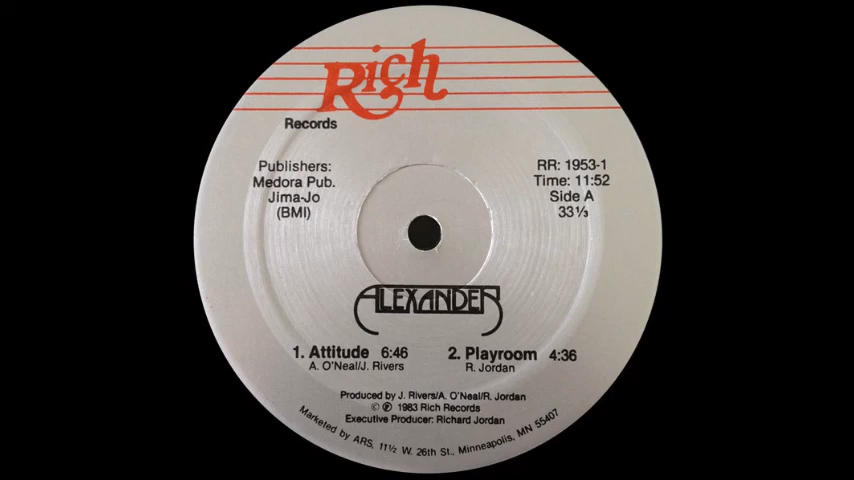 Rich
Records
Publishers:
Medora Pub.
Jima-Jo
(BMI)
RR: 1953-1
Time: 11:52
Side A
33 ⅓
ALEXANDER
1. Attitude 6:46
A. O'Neal/J. Rivers
2. Playroom 4:36
R. Jordan
Produced by J. Rivers/A. O'Neal/R. Jordan
© ℗ 1983 Rich Records
Executive Producer: Richard Jordan
Marketed by ARS, 11½ W. 26th St., Minneapolis, MN 55407